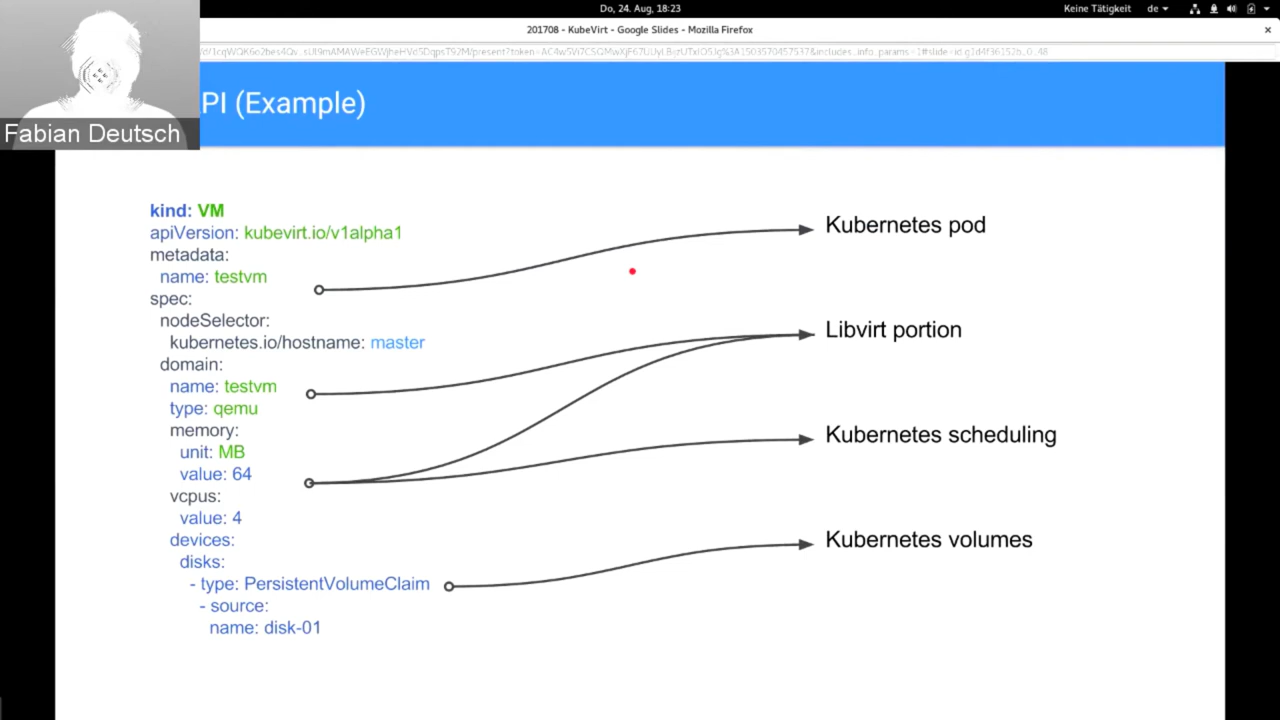 Do, 24. Aug, 18:23
Keine Tätigkeit
de
201708 - KubeVirt - Google Slides - Mozilla Firefox
PI (Example)
Fabian Deutsch
kind: VM
apiVersion: kubevirt.io/v1alpha1
metadata:
name: testvm
spec:
nodeSelector:
kubernetes.io/hostname: master
domain:
name: testvm
type: qemu
memory:
unit: MB
value: 64
vcpus:
value: 4
devices:
disks:
- type: PersistentVolumeClaim
- source:
name: disk-01
Kubernetes pod
Libvirt portion
Kubernetes scheduling
Kubernetes volumes